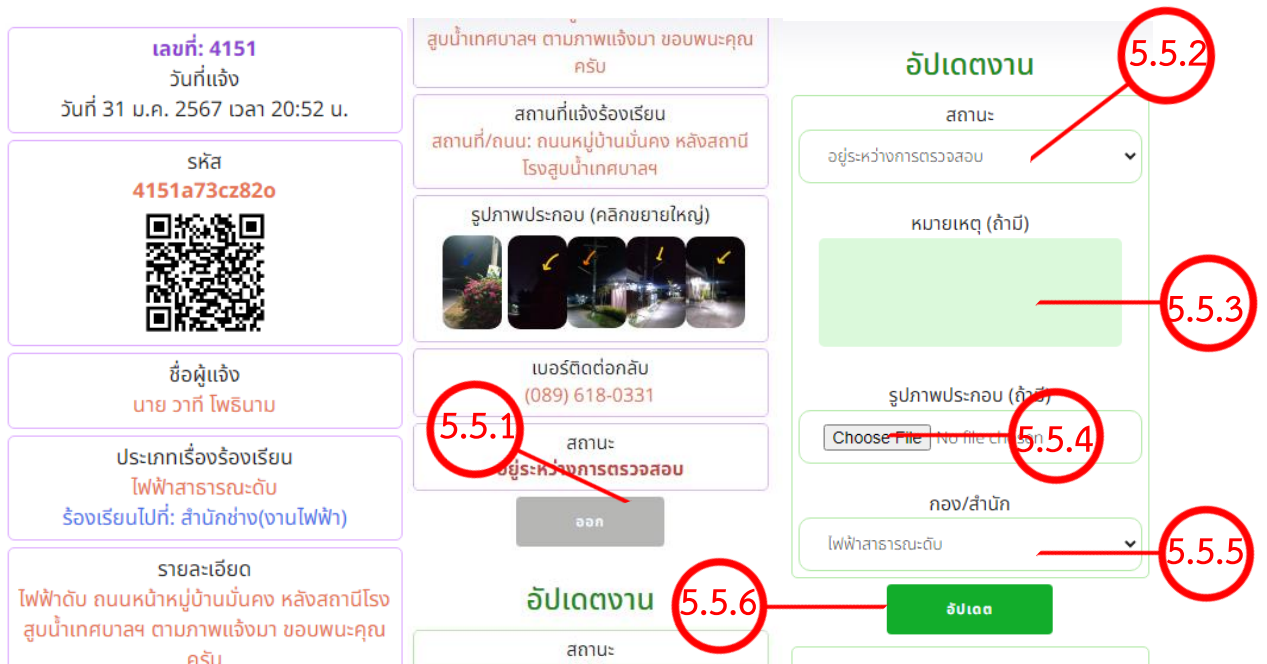 เลขที่: 4151
วันที่แจ้ง
วันที่ 31 ม.ค. 2567 เวลา 20:52 น.
รหัส
4151a73cz82o
ชื่อผู้แจ้ง
นาย วาที โพธินาม
ประเภทเรื่องร้องเรียน
ไฟฟ้าสาธารณะดับ
ร้องเรียนไปที่: สำนักช่าง(งานไฟฟ้า)
รายละเอียด
ไฟฟ้าดับ ถนนหน้าหมู่บ้านมั่นคง หลังสถานีโรง
สูบน้ำเทศบาลฯ ตามภาพแจ้งมา ขอบพนะคุณ
ครับ
สูบน้ำเทศบาลฯ ตามภาพแจ้งมา ขอบพนะคุณ
ครับ
สถานที่แจ้งร้องเรียน
สถานที่/ถนน: ถนนหมู่บ้านมั่นคง หลังสถานี
โรงสูบน้ำเทศบาลฯ
รูปภาพประกอบ (คลิกขยายใหญ่)
เบอร์ติดต่อกลับ
(089) 618-0331
5.5.1
สถานะ
อยู่ระหว่างการตรวจสอบ
ออก
อัปเดตงาน
สถานะ
อัปเดตงาน
5.5.2
สถานะ
อยู่ระหว่างการตรวจสอบ
หมายเหตุ (ถ้ามี)
5.5.3
รูปภาพประกอบ (ถ้ามี)
Choose File No file chosen
5.5.4
กอง/สำนัก
ไฟฟ้าสาธารณะดับ
5.5.5
5.5.6
อัปเดต